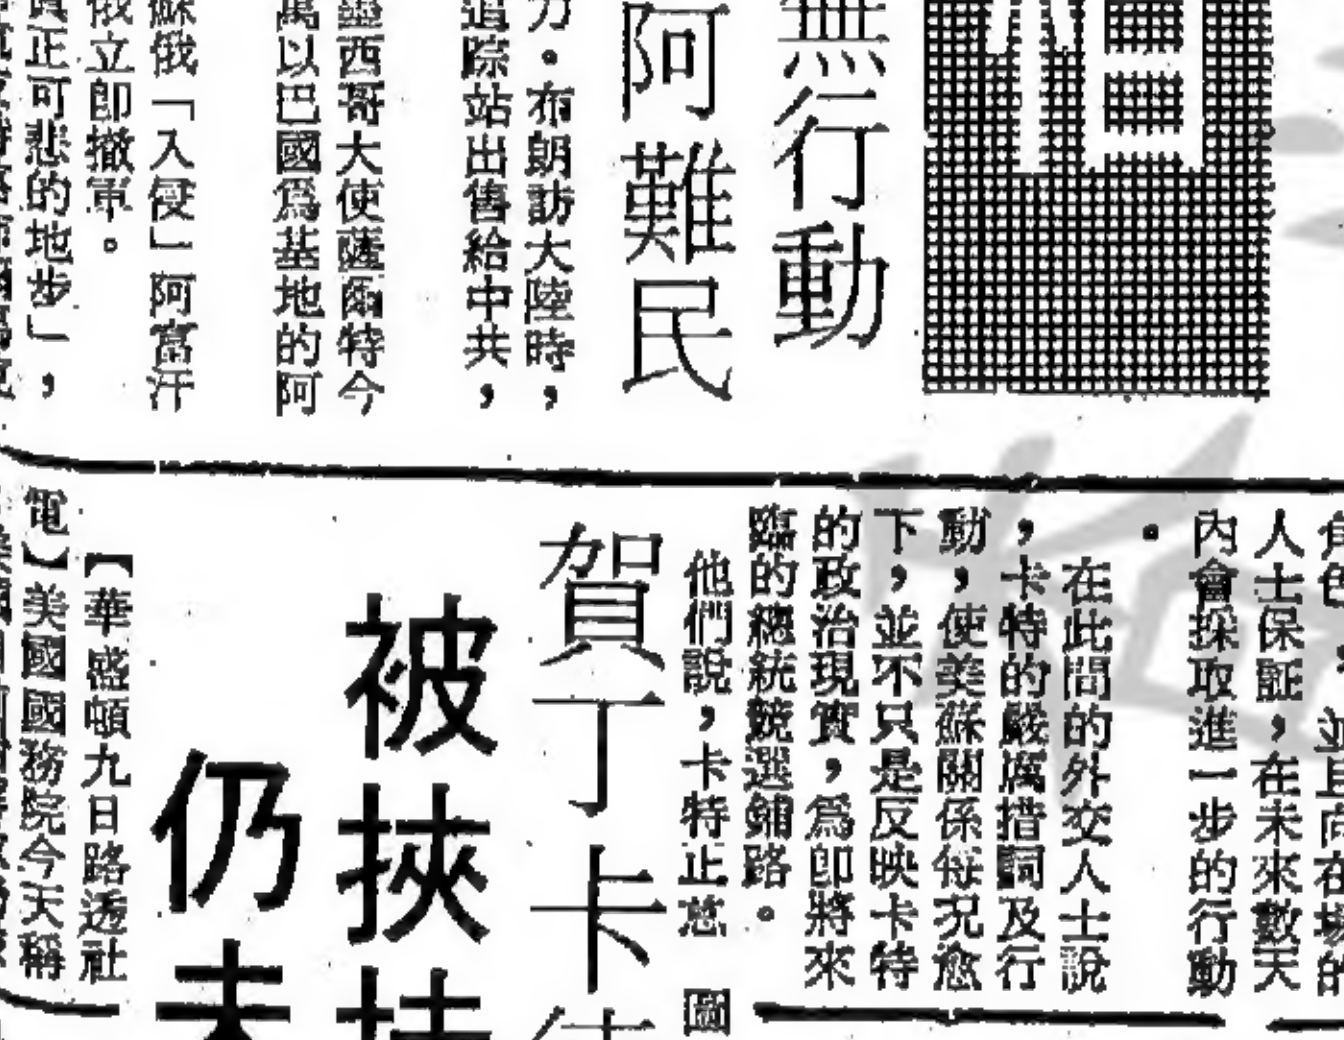 無行動
阿難民
力。布朗訪大陸時，
追踪站出售給中共，
墨西哥大使薩爾特今
萬以巴國爲基地的阿
蘇俄「入侵」阿富汗
俄立即撤軍。
真正可悲的地步」，
人士保証，在未來數天
內會採取進一步的行動
。
在此間的外交人士說
，卡特的嚴厲措詞及行
動，使美蘇關係每況愈
下，並不只是反映卡特
的政治現實，爲即將來
臨的總統競選鋪路。
他們說，卡特正
圖
賀丁卡
被挾持
仍未
【華盛頓九日路透社
電】美國國務院今天稱